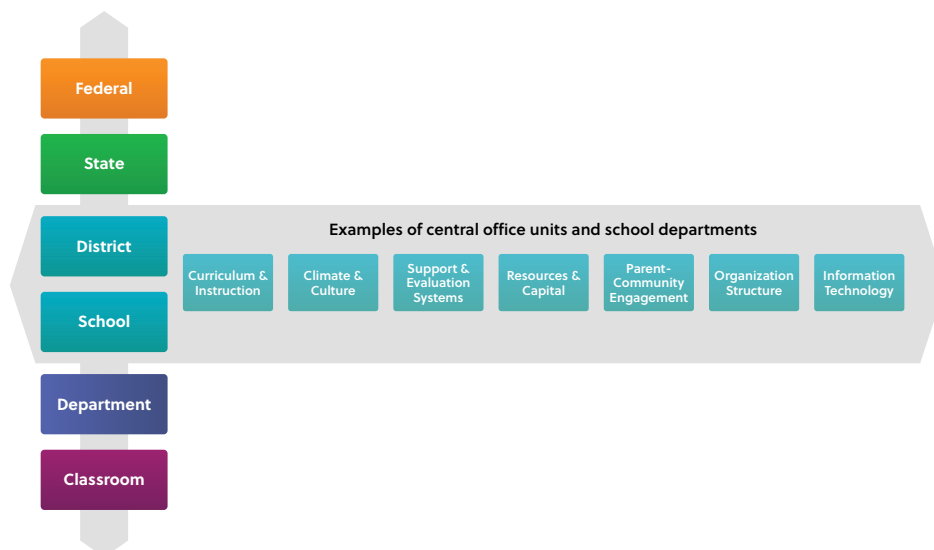 Federal
State
District
Examples of central office units and school departments
Curriculum &
Instruction
Climate &
Culture
Support &
Evaluation
Systems
Resources &
Capital
Parent-
Community
Engagement
Organization
Structure
Information
Technology
School
Department
Classroom